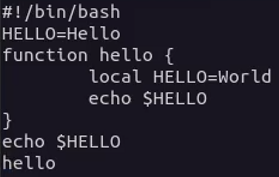 #!/bin/bash
HELLO=Hello
function hello {
        local HELLO=World
        echo $HELLO
}
echo $HELLO
hello